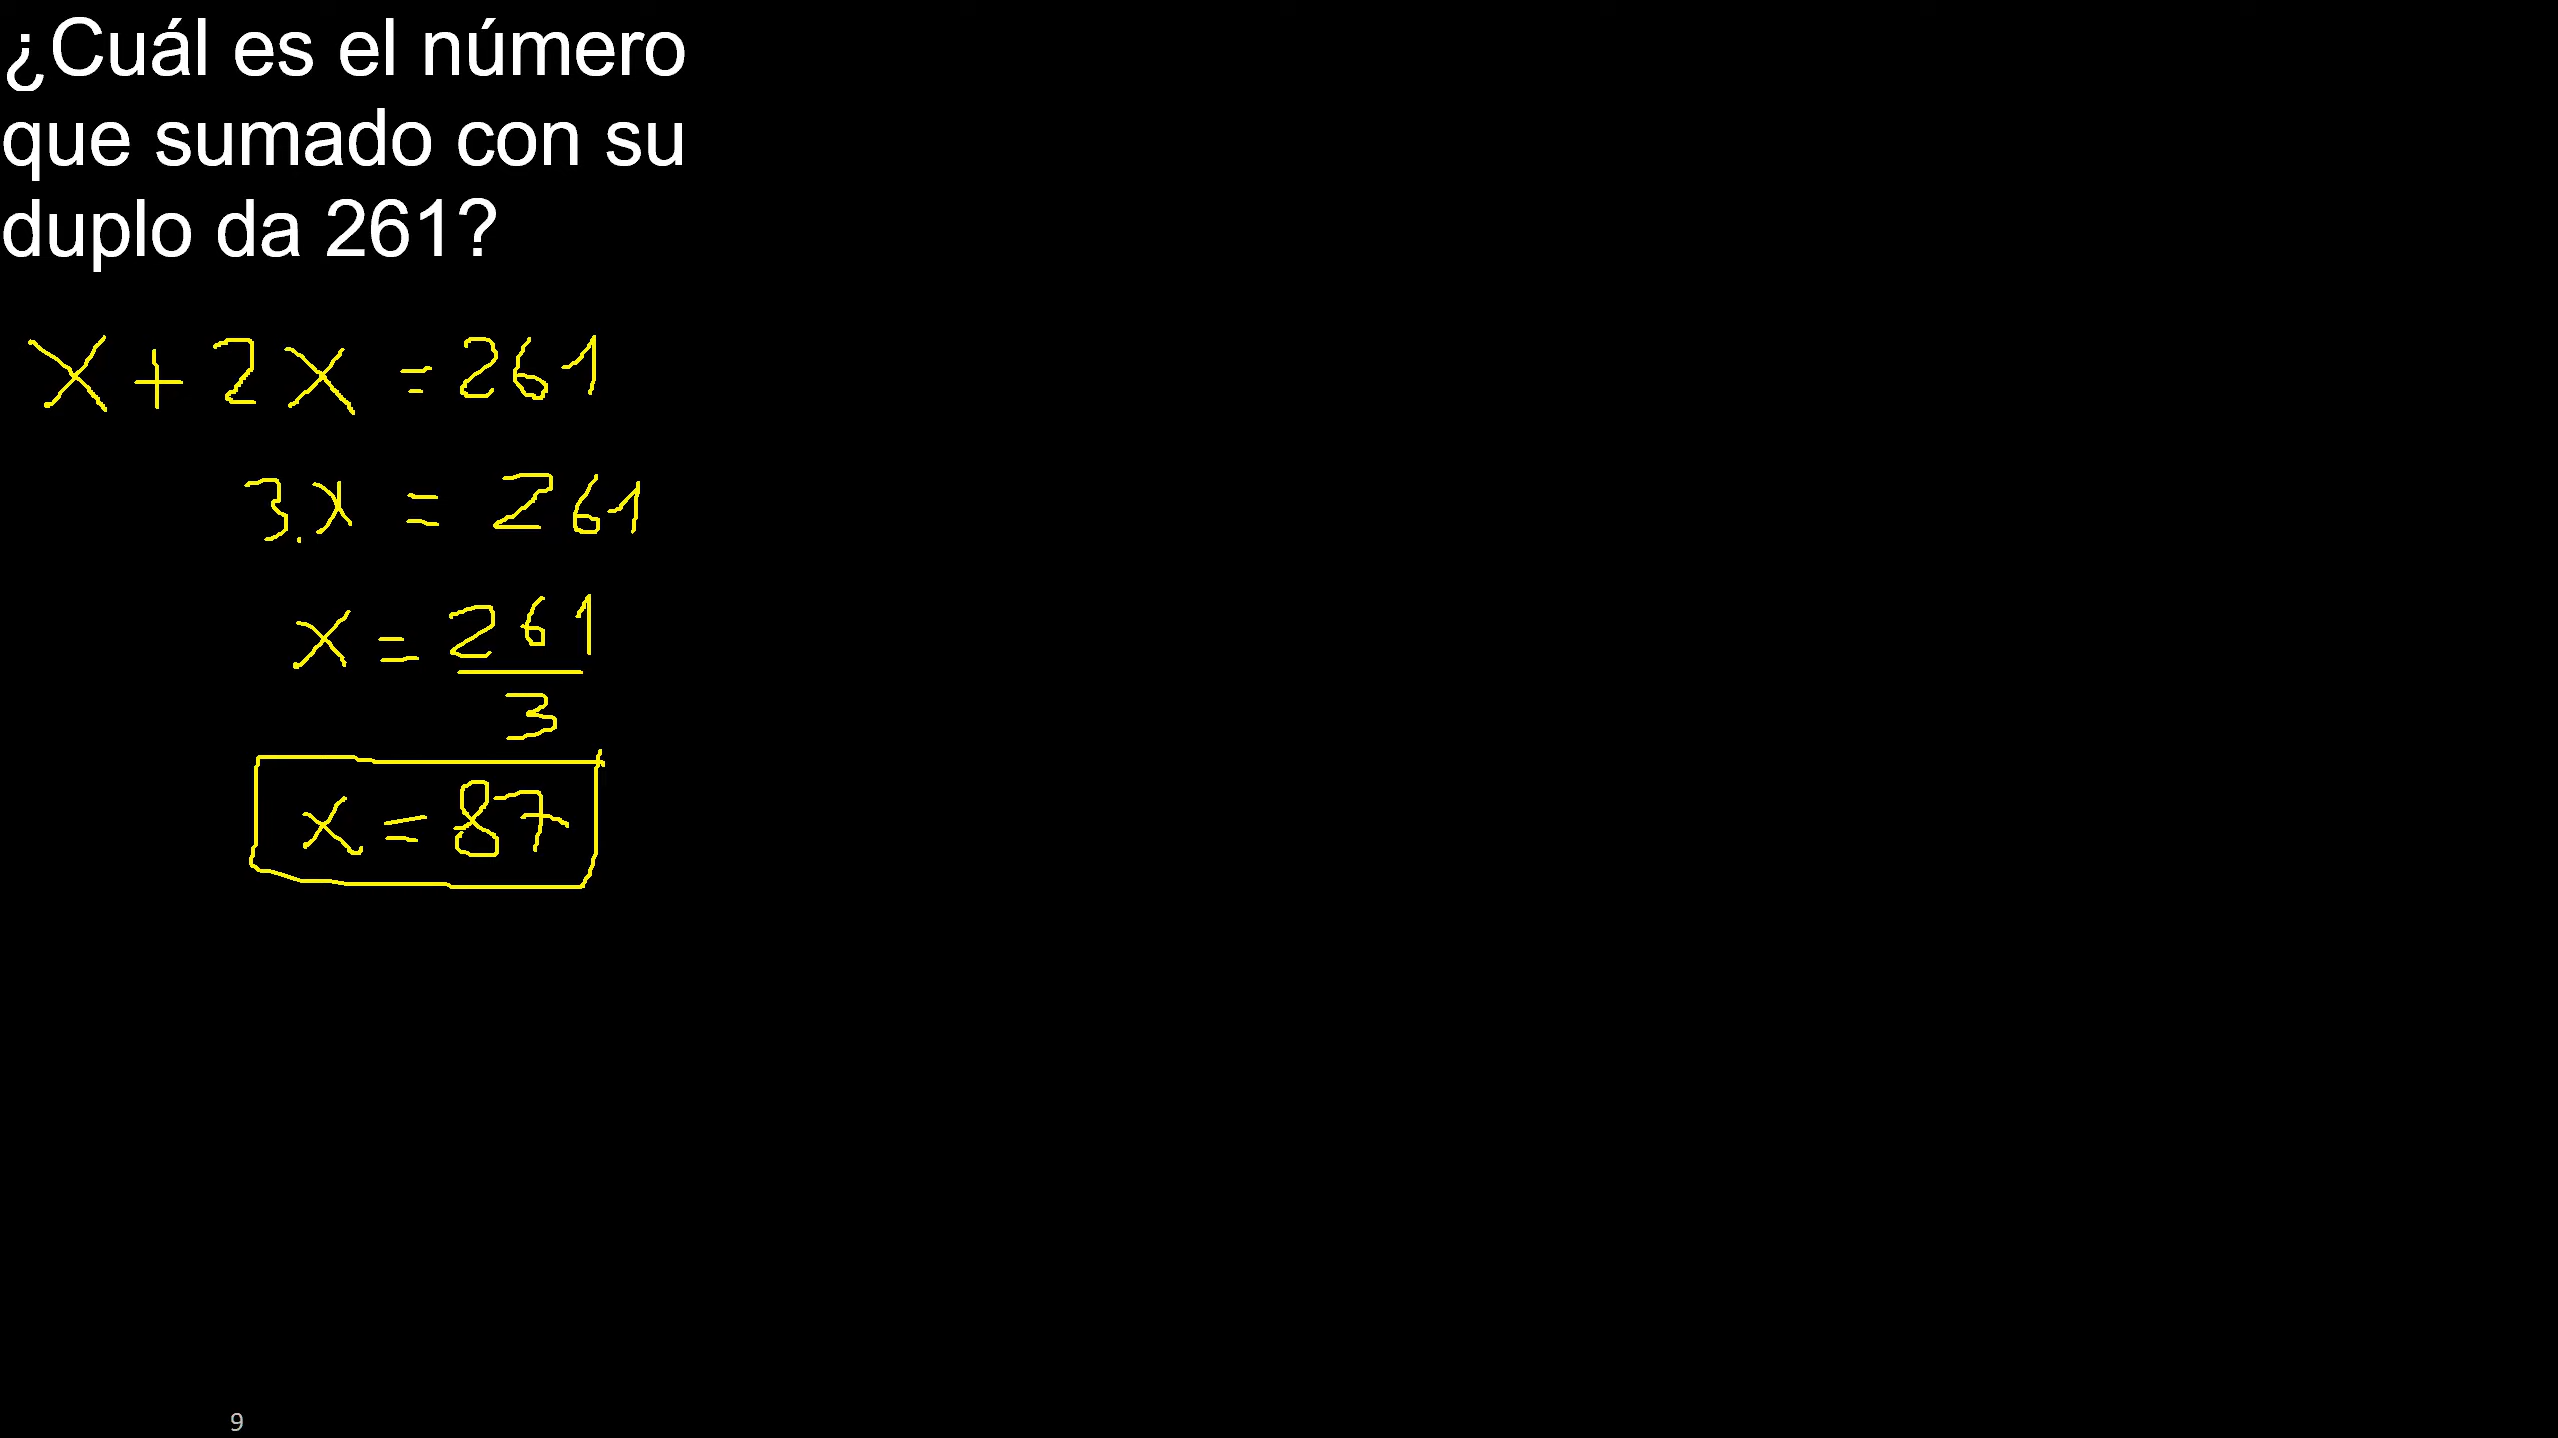 ¿Cuál es el número
que sumado con su
duplo da 261?
x + 2x = 261
3.x = 261
x = 261
3
x = 87
9